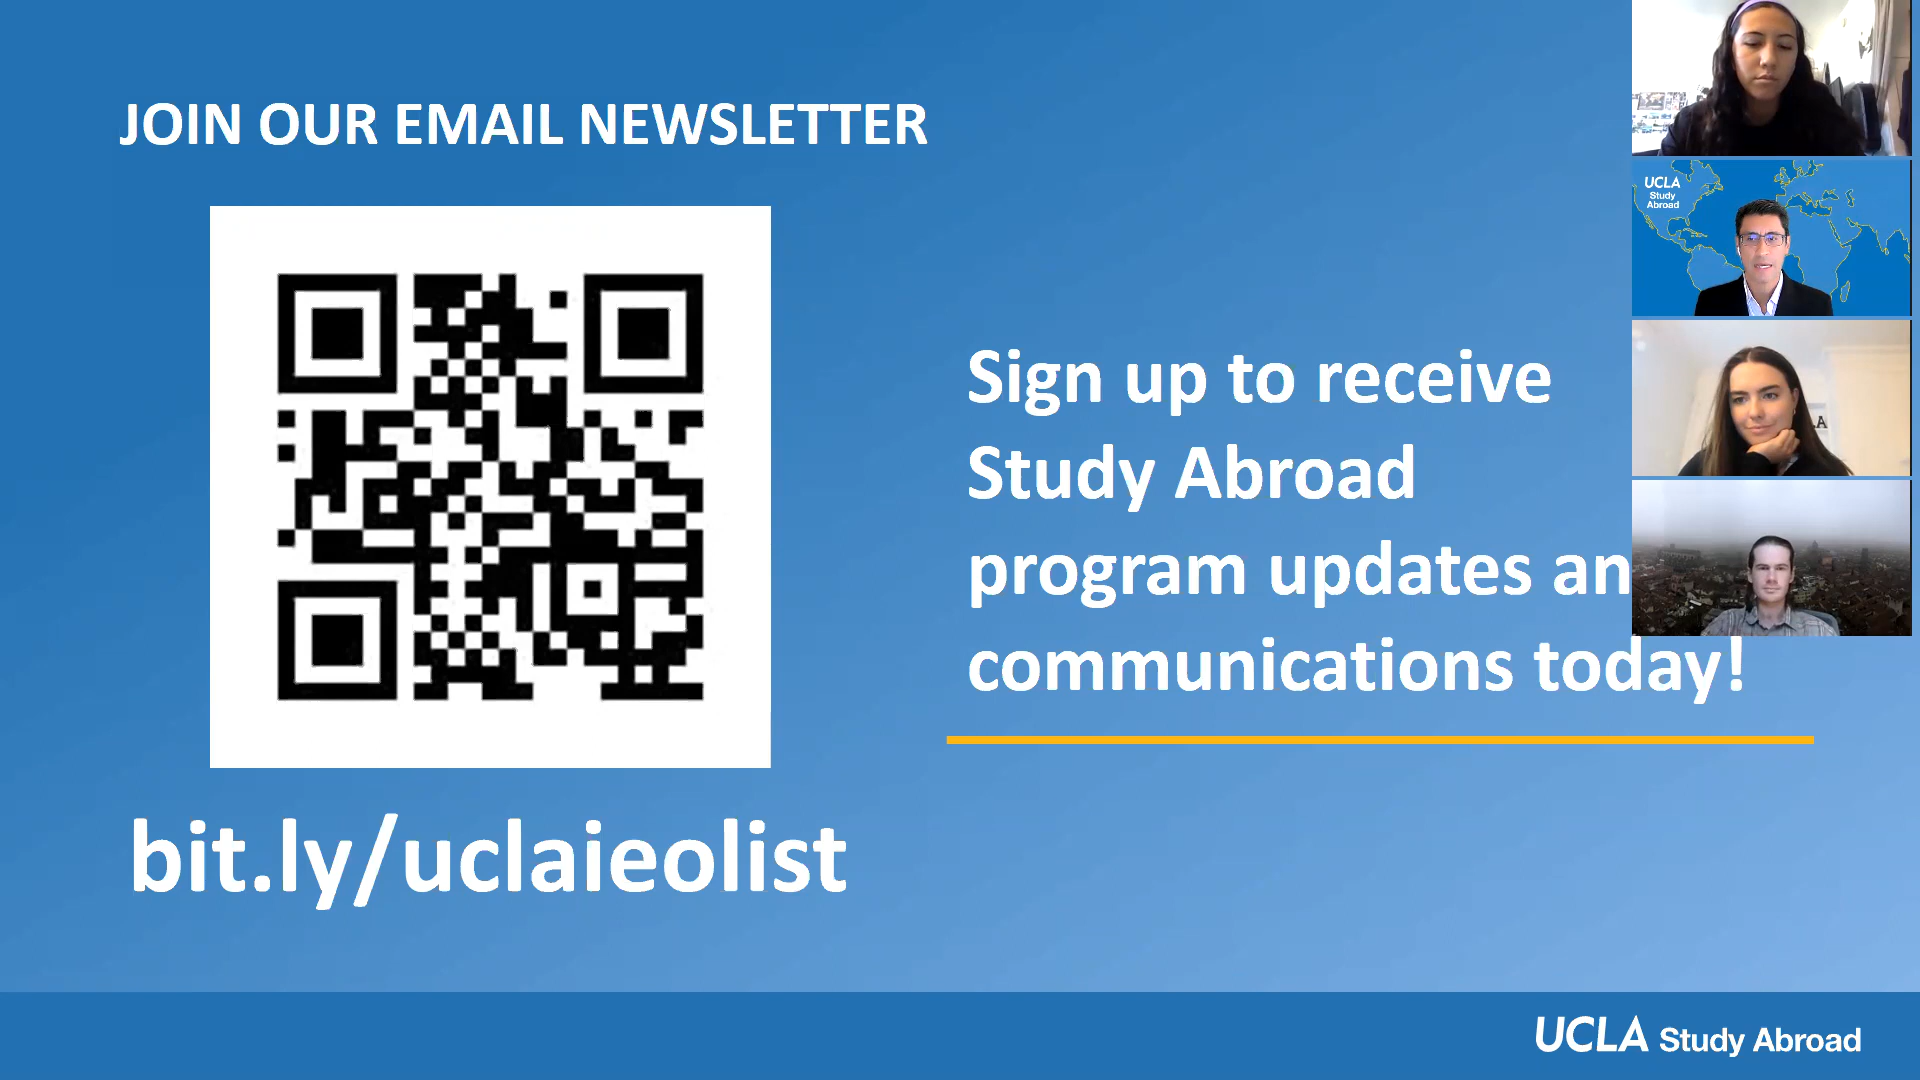 JOIN OUR EMAIL NEWSLETTER
Sign up to receive
Study Abroad
program updates an
communications today!
bit.ly/uclaieolist
UCLA
Study
Abroad
UCLA Study Abroad